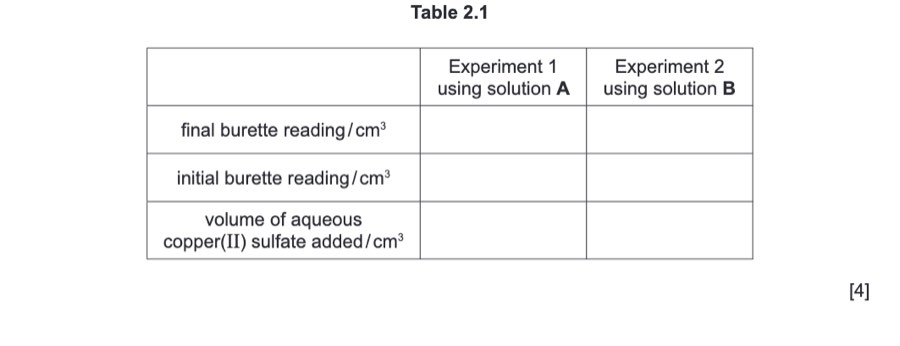 Table 2.1
Experiment 1
using solution A
Experiment 2
using solution B
final burette reading/cm³
initial burette reading/cm³
volume of aqueous
copper(II) sulfate added/cm³
[4]